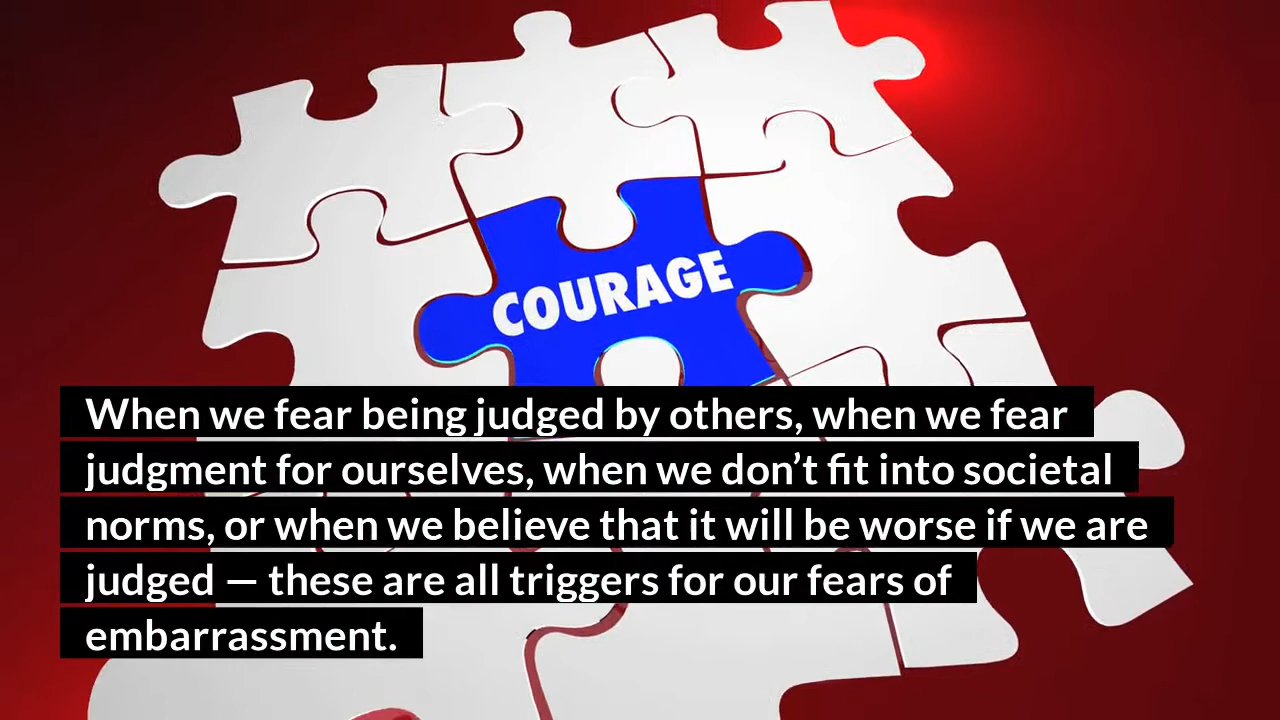 COURAGE
When we fear being judged by others, when we fear
judgment for ourselves, when we don’t fit into societal
norms, or when we believe that it will be worse if we are
judged — these are all triggers for our fears of
embarrassment.